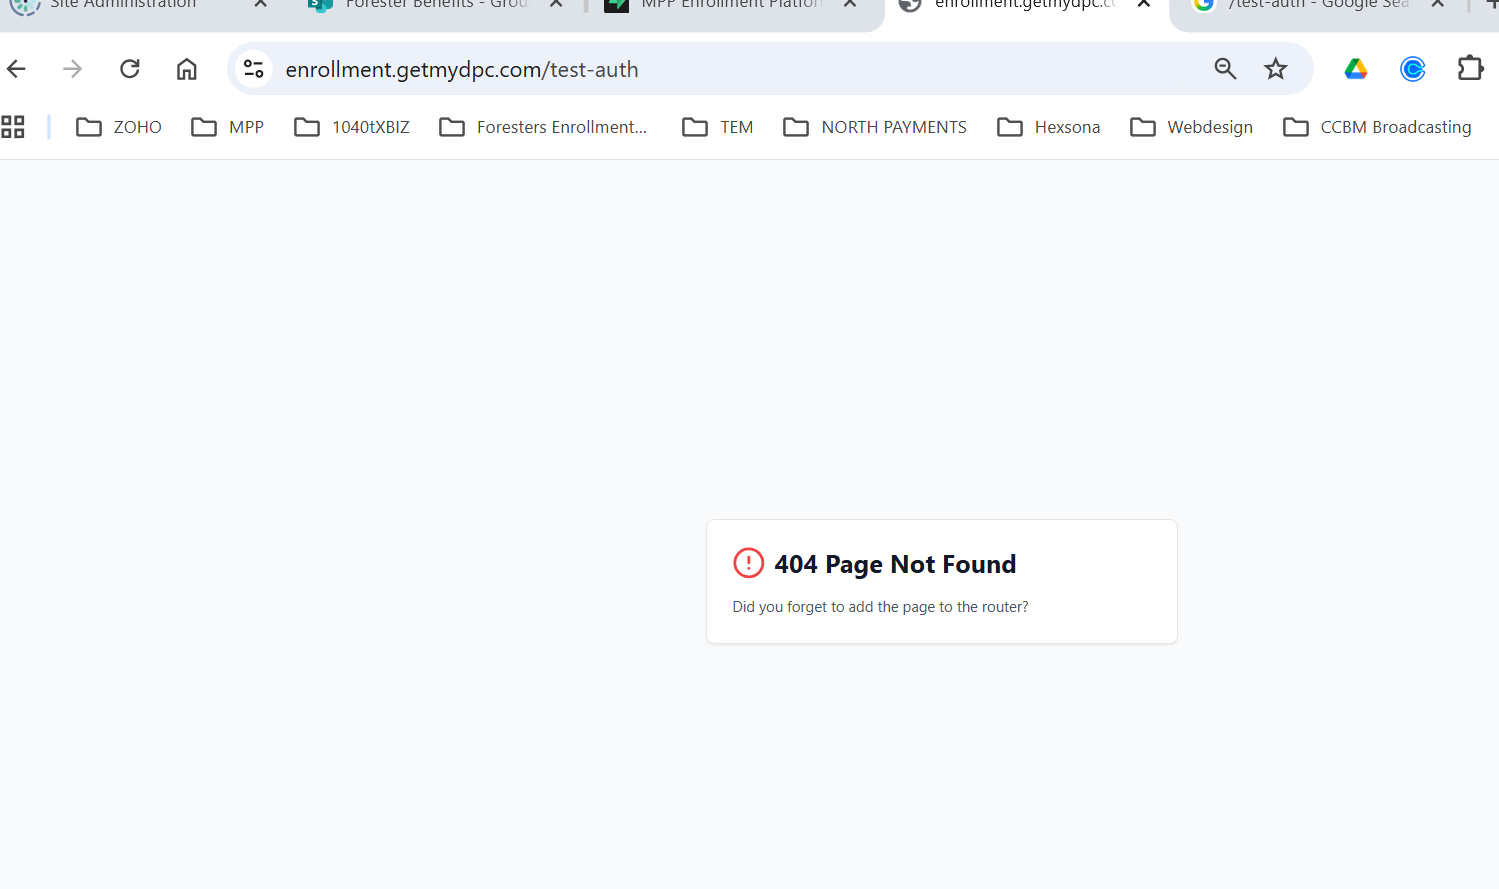 Site Administration
Forester Benefits - Grou
MPP Enrollment Platfor
enrollment.getmydpc.cc
/test-auth - Google Sea
enrollment.getmydpc.com/test-auth
ZOHO
MPP
1040tXBIZ
Foresters Enrollment...
TEM
NORTH PAYMENTS
Hexsona
Webdesign
CCBM Broadcasting
404 Page Not Found
Did you forget to add the page to the router?